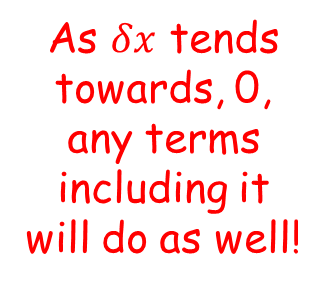 As 𝛿𝑥 tends
towards, 0,
any terms
including it
will do as well!